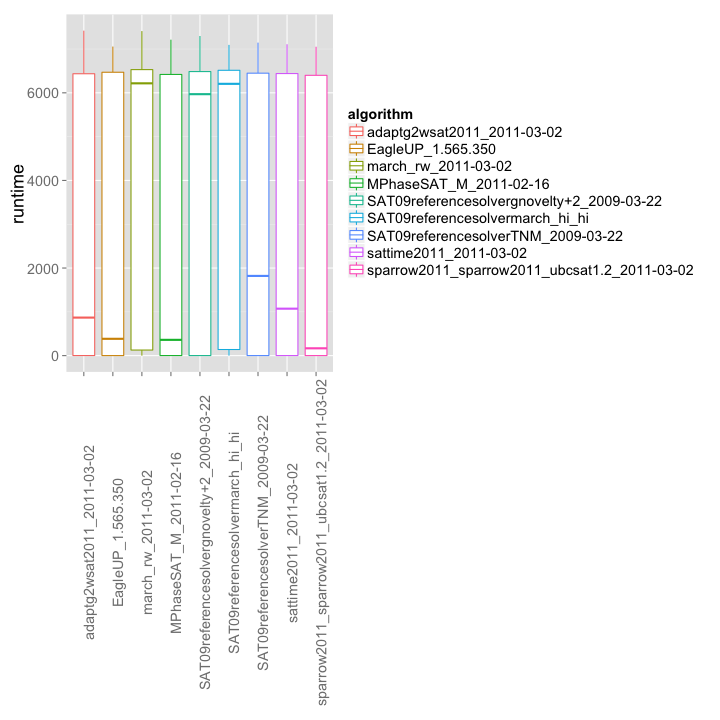 runtime
6000
4000
2000
0
adaptg2wsat2011_2011-03-02
EagleUP_1.565.350
march_rw_2011-03-02
MPhaseSAT_M_2011-02-16
SAT09referencesolvergnovelty+2_2009-03-22
SAT09referencesolvermarch_hi_hi
SAT09referencesolverTNM_2009-03-22
sattime2011_2011-03-02
sparrow2011_sparrow2011_ubcsat1.2_2011-03-02
algorithm
adaptg2wsat2011_2011-03-02
EagleUP_1.565.350
march_rw_2011-03-02
MPhaseSAT_M_2011-02-16
SAT09referencesolvergnovelty+2_2009-03-22
SAT09referencesolvermarch_hi_hi
SAT09referencesolverTNM_2009-03-22
sattime2011_2011-03-02
sparrow2011_sparrow2011_ubcsat1.2_2011-03-02